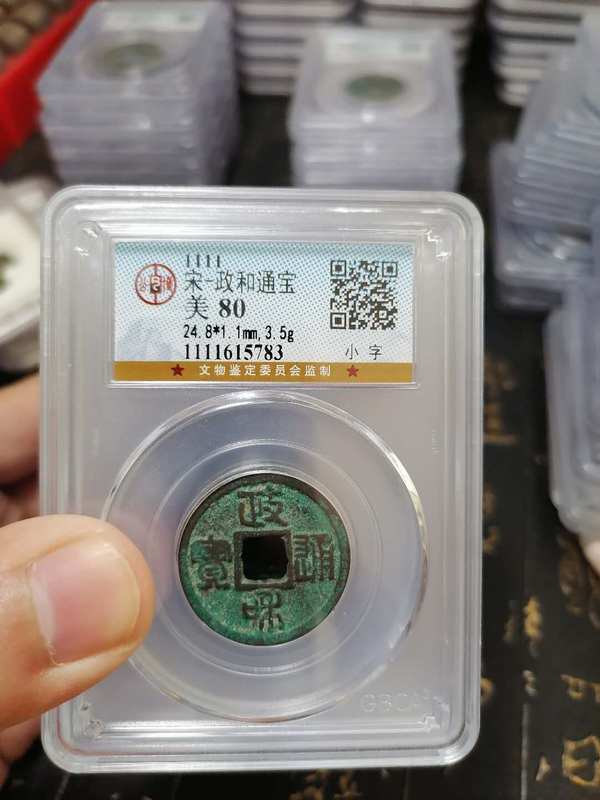 1111
宋-政和通宝
美 80
24.8*1.1mm,3.5g
1111615783
小字
★ 文物鉴定委员会监制 ★
政
寳 通
和
GBCA